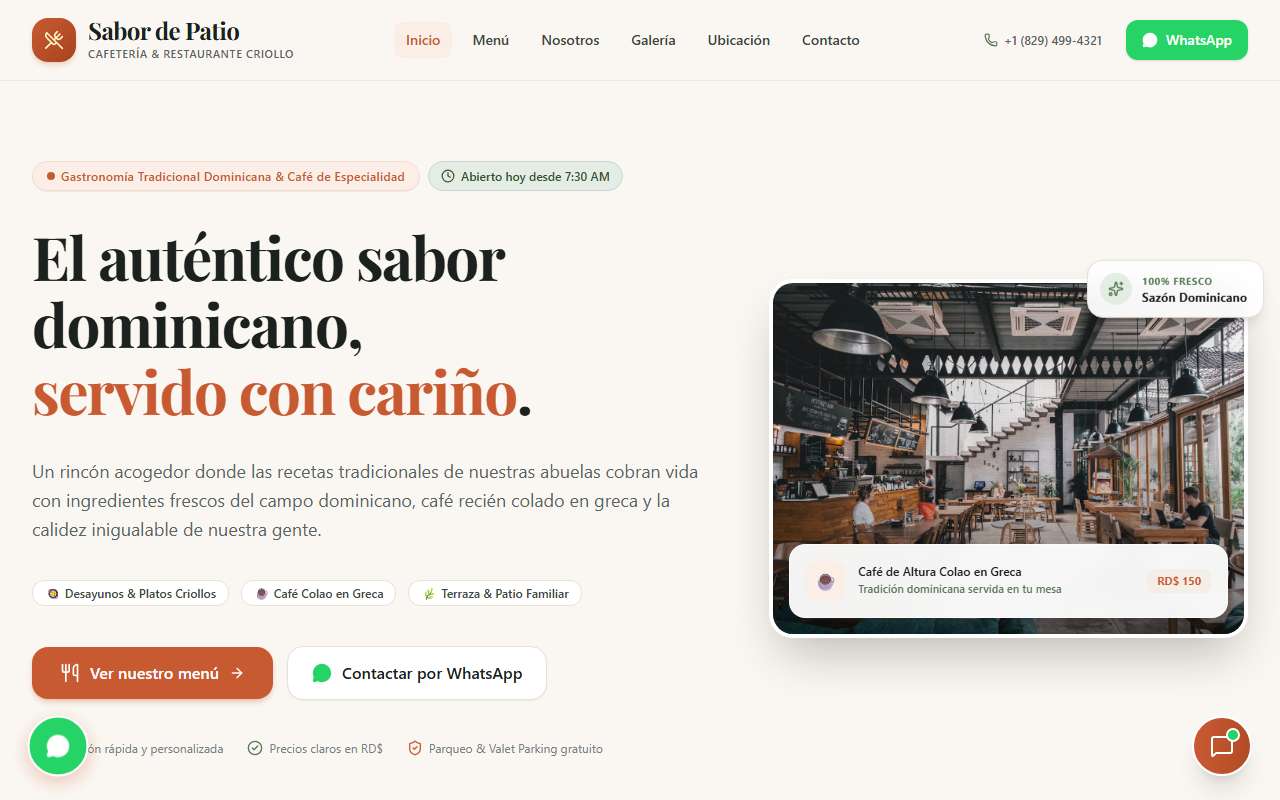 Sabor de Patio
CAFETERÍA & RESTAURANTE CRIOLLO
Inicio
Menú
Nosotros
Galería
Ubicación
Contacto
+1 (829) 499-4321
WhatsApp
Gastronomía Tradicional Dominicana & Café de Especialidad
Abierto hoy desde 7:30 AM
El auténtico sabor
dominicano,
servido con cariño.
Un rincón acogedor donde las recetas tradicionales de nuestras abuelas cobran vida
con ingredientes frescos del campo dominicano, café recién colado en greca y la
calidez inigualable de nuestra gente.
Desayunos & Platos Criollos
Café Colao en Greca
Terraza & Patio Familiar
Ver nuestro menú
Contactar por WhatsApp
ón rápida y personalizada
Precios claros en RD$
Parqueo & Valet Parking gratuito
100% FRESCO
Sazón Dominicano
Café de Altura Colao en Greca
Tradición dominicana servida en tu mesa
RD$ 150